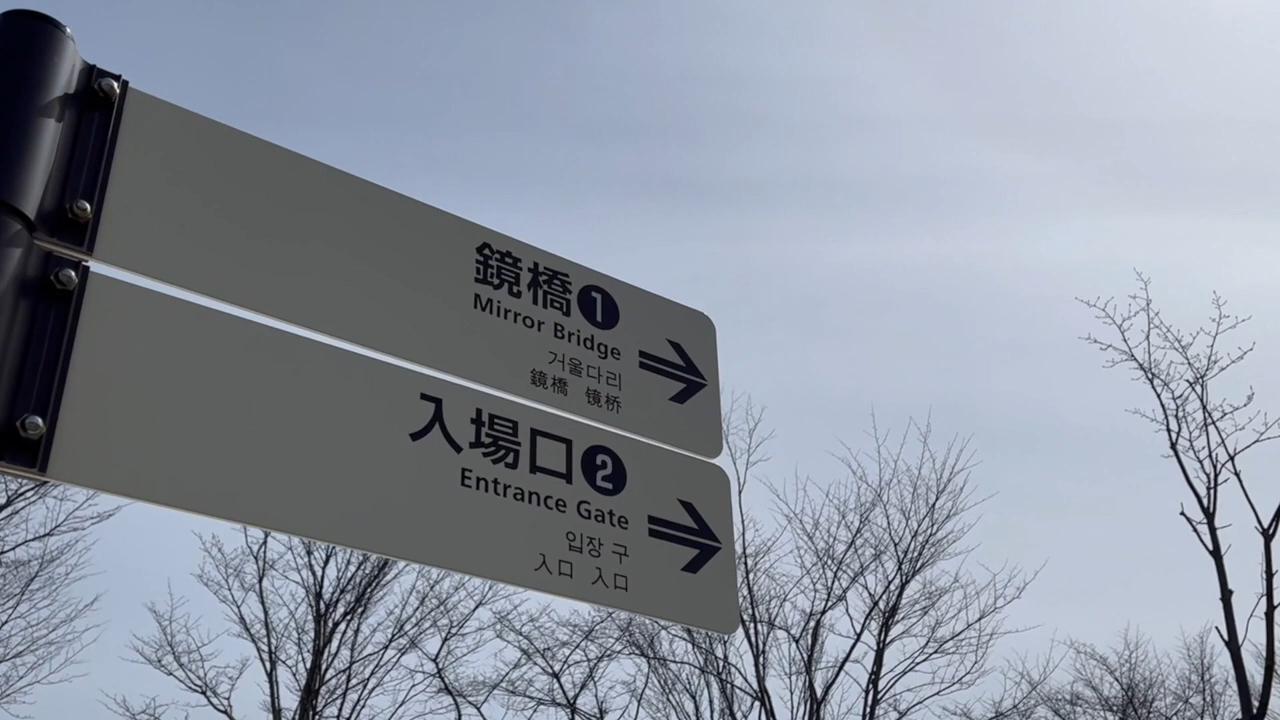 鏡橋1
Mirror Bridge
거울다리
鏡橋 镜桥
入場口2
Entrance Gate
입장 구
入口 入口